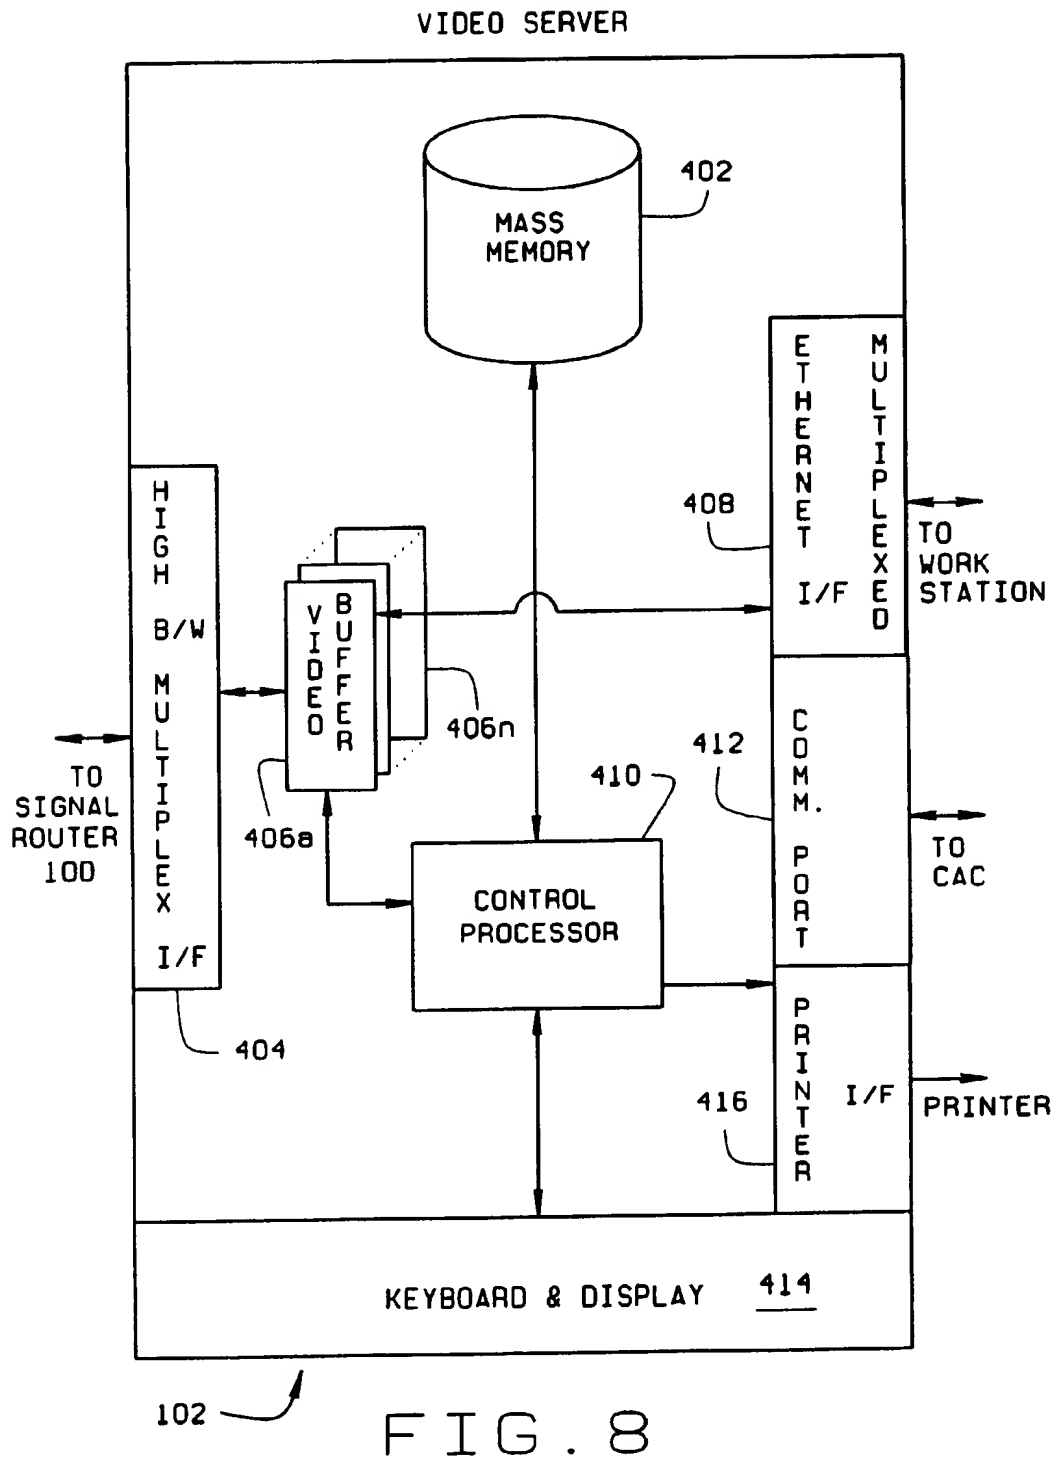 VIDEO SERVER
402
MASS
MEMORY
ETHERNET I/F
MULTIPLEXED
408
TO
WORK
STATION
HIGH B/W MULTIPLEX I/F
VIDEO
BUFFER
406n
406a
TO
SIGNAL
ROUTER
100
404
410
CONTROL
PROCESSOR
412
COMM. PORT
TO
CAC
416
PRINTER
I/F
PRINTER
KEYBOARD & DISPLAY 414
102
FIG. 8